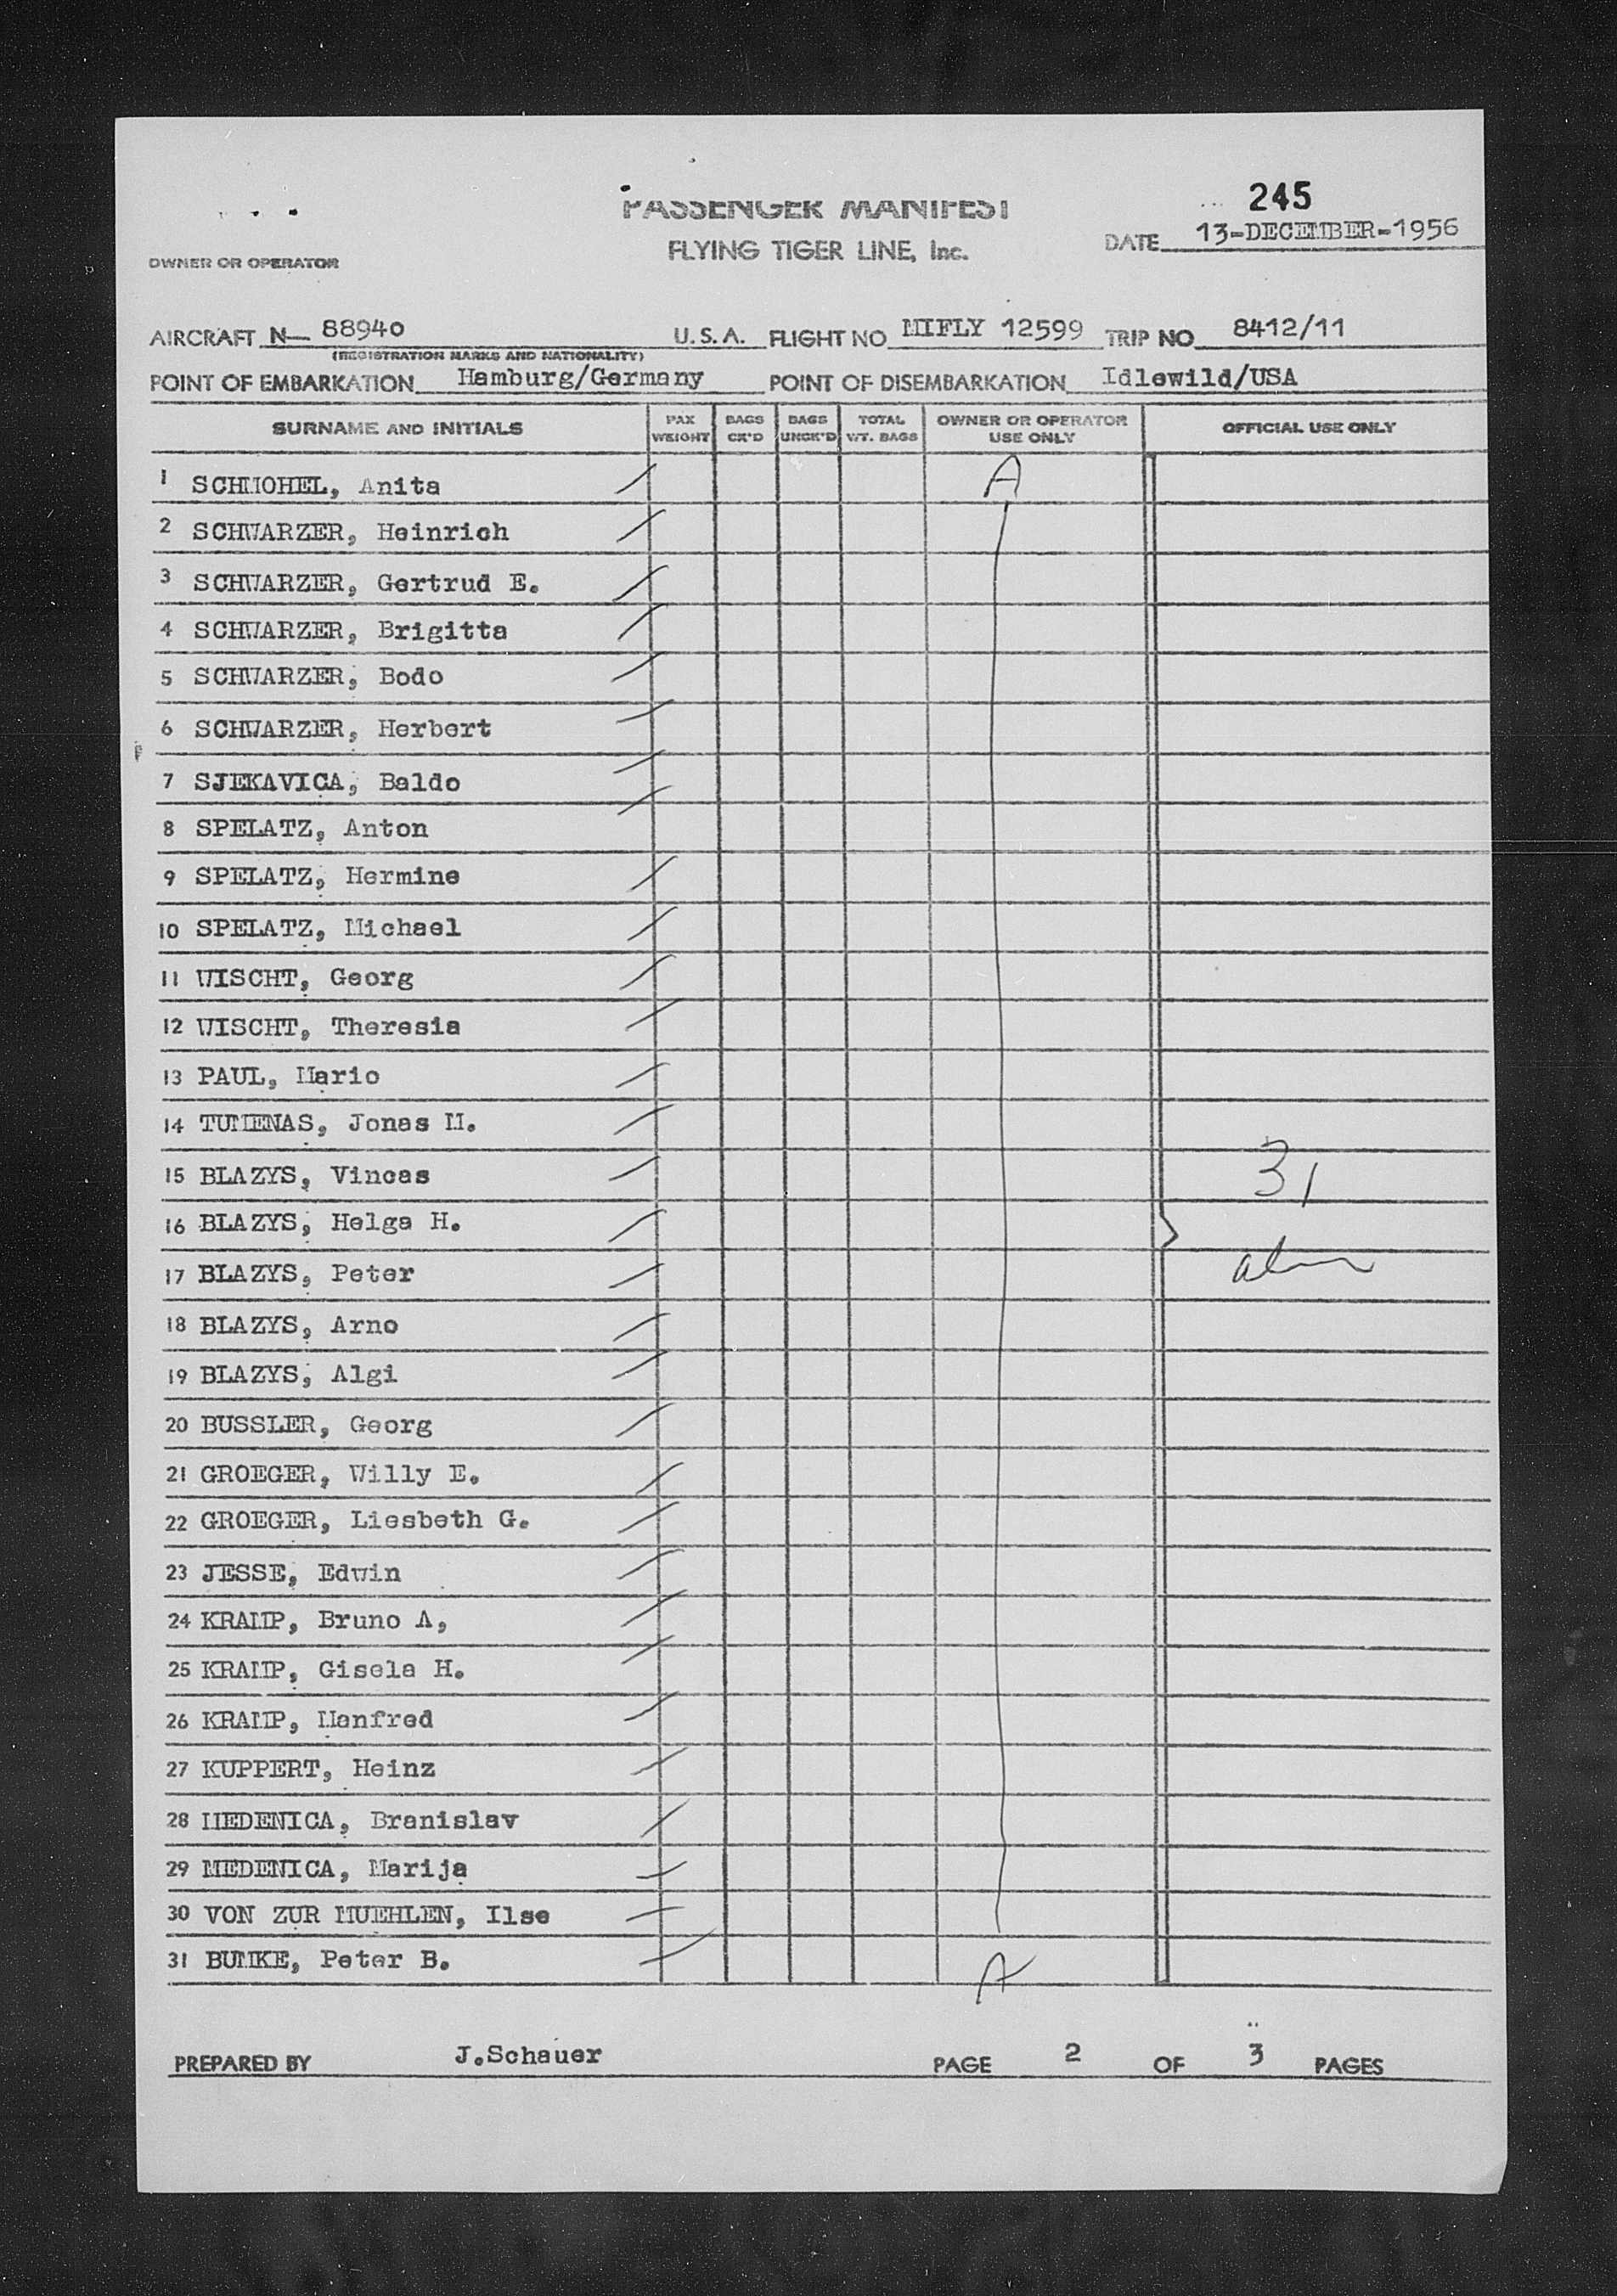 245
PASSENGER MANIFEST
FLYING TIGER LINE, Inc.
DATE 13-DECEMBER-1956
OWNER OR OPERATOR
AIRCRAFT N— 88940 U.S.A. FLIGHT NO MIFLY 12599 TRIP NO 8412/11
(REGISTRATION MARKS AND NATIONALITY)
POINT OF EMBARKATION Hamburg/Germany POINT OF DISEMBARKATION Idlewild/USA
SURNAME AND INITIALS PAX WEIGHT BAGS CK'D BAGS UNCK'D TOTAL WT. BAGS OWNER OR OPERATOR USE ONLY OFFICIAL USE ONLY
1 SCHMOHEL, Anita A
2 SCHWARZER, Heinrich
3 SCHWARZER, Gertrud E.
4 SCHWARZER, Brigitta
5 SCHWARZER, Bodo
6 SCHWARZER, Herbert
7 SJEKAVICA, Baldo
8 SPELATZ, Anton
9 SPELATZ, Hermine
10 SPELATZ, Michael
11 WISCHT, Georg
12 WISCHT, Theresia
13 PAUL, Mario
14 TUMENAS, Jonas M.
15 BLAZYS, Vincas 31
16 BLAZYS, Helga H.
17 BLAZYS, Peter
18 BLAZYS, Arno
19 BLAZYS, Algi
20 BUSSLER, Georg
21 GROEGER, Willy E.
22 GROEGER, Liesbeth G.
23 JESSE, Edwin
24 KRAMP, Bruno A,
25 KRAMP, Gisela H.
26 KRAMP, Manfred
27 KUPPERT, Heinz
28 MEDENICA, Branislav
29 MEDENICA, Marija
30 VON ZUR MUEHLEN, Ilse
31 BUMKE, Peter B. A
PREPARED BY J.Schauer PAGE 2 OF 3 PAGES